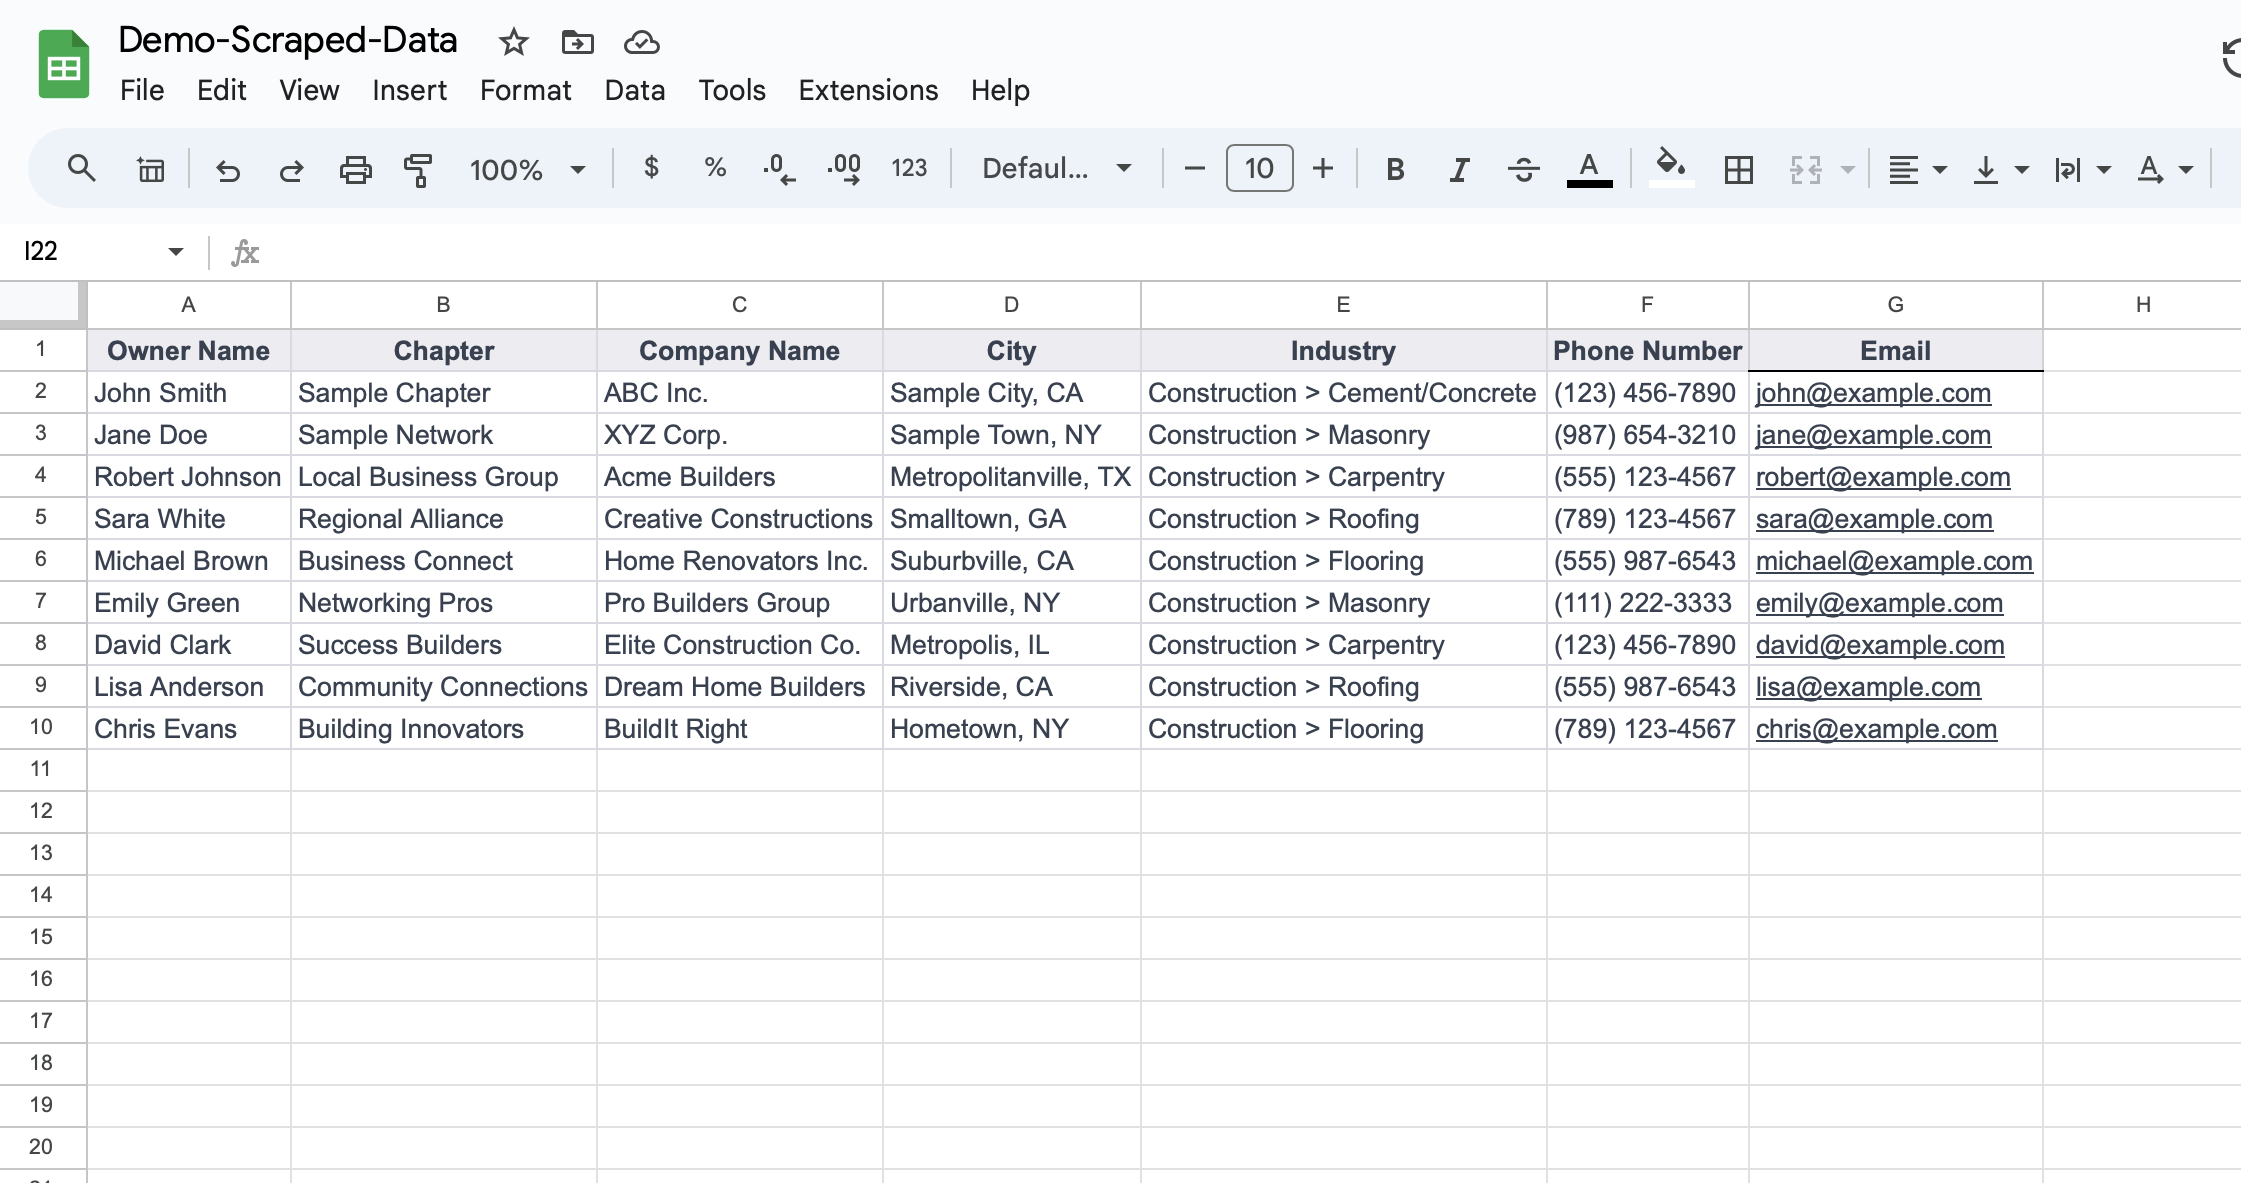 Demo-Scraped-Data
File Edit View Insert Format Data Tools Extensions Help
100% $ % .0 .00 123 Defaul... − 10 + B I S A A
I22 fx
A B C D E F G H
1 Owner Name Chapter Company Name City Industry Phone Number Email
2 John Smith Sample Chapter ABC Inc. Sample City, CA Construction > Cement/Concrete (123) 456-7890 john@example.com
3 Jane Doe Sample Network XYZ Corp. Sample Town, NY Construction > Masonry (987) 654-3210 jane@example.com
4 Robert Johnson Local Business Group Acme Builders Metropolitanville, TX Construction > Carpentry (555) 123-4567 robert@example.com
5 Sara White Regional Alliance Creative Constructions Smalltown, GA Construction > Roofing (789) 123-4567 sara@example.com
6 Michael Brown Business Connect Home Renovators Inc. Suburbville, CA Construction > Flooring (555) 987-6543 michael@example.com
7 Emily Green Networking Pros Pro Builders Group Urbanville, NY Construction > Masonry (111) 222-3333 emily@example.com
8 David Clark Success Builders Elite Construction Co. Metropolis, IL Construction > Carpentry (123) 456-7890 david@example.com
9 Lisa Anderson Community Connections Dream Home Builders Riverside, CA Construction > Roofing (555) 987-6543 lisa@example.com
10 Chris Evans Building Innovators BuildIt Right Hometown, NY Construction > Flooring (789) 123-4567 chris@example.com
11
12
13
14
15
16
17
18
19
20